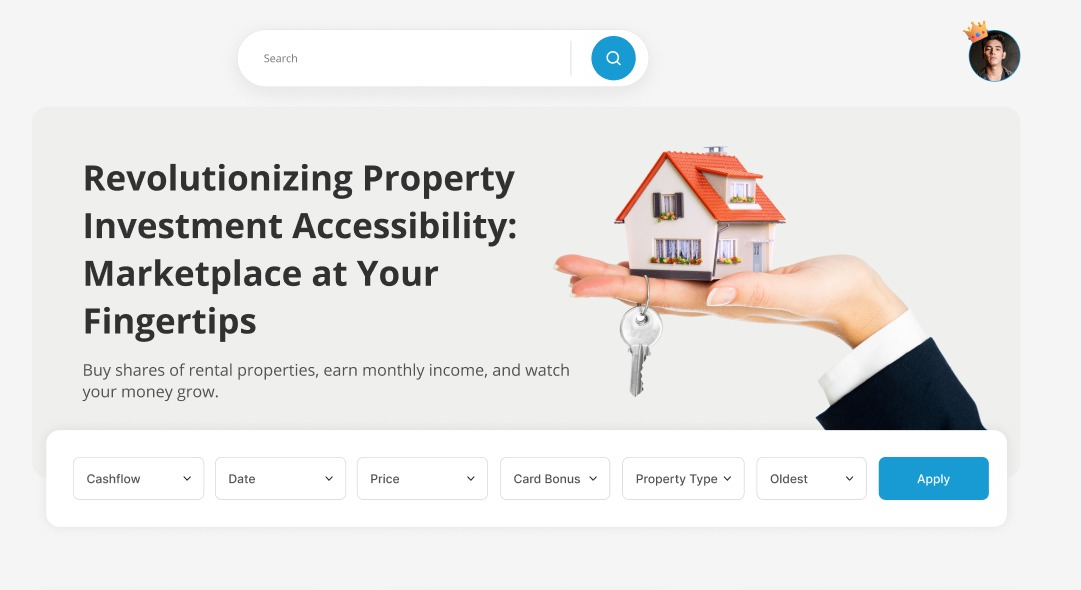 Search
Revolutionizing Property
Investment Accessibility:
Marketplace at Your
Fingertips
Buy shares of rental properties, earn monthly income, and watch
your money grow.
Cashflow
Date
Price
Card Bonus
Property Type
Oldest
Apply